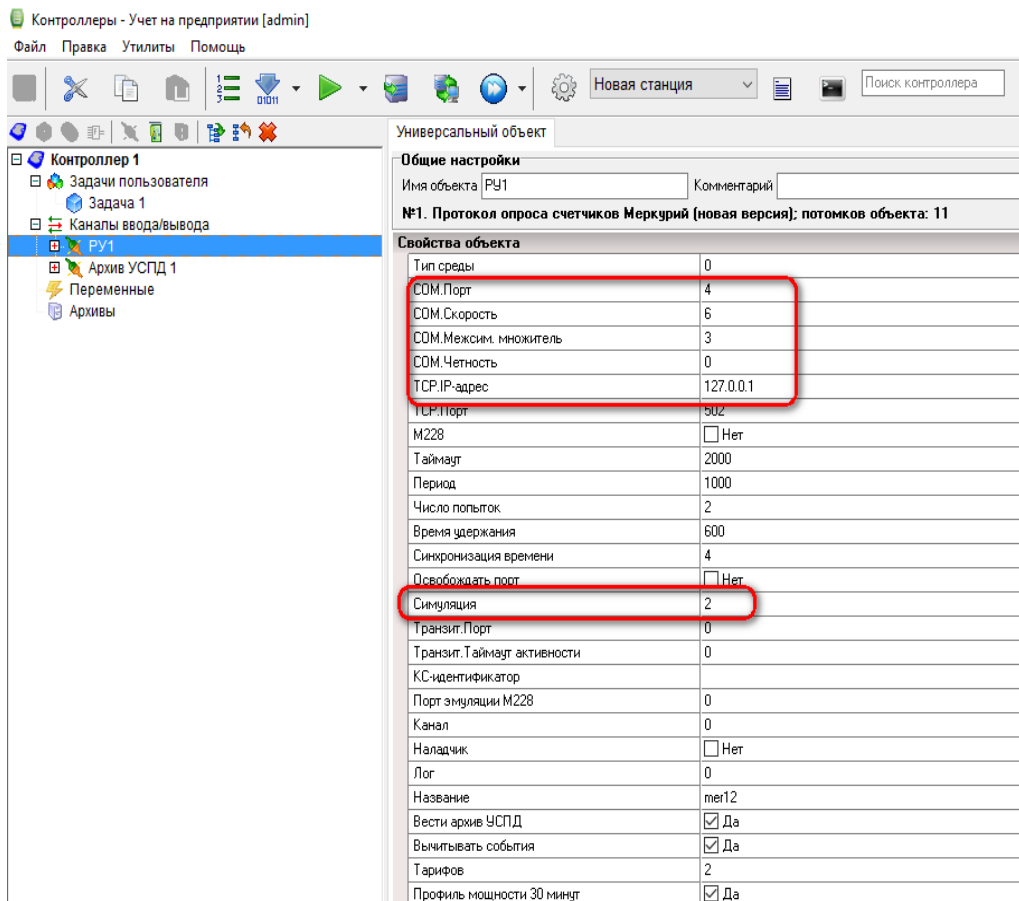 Контроллеры - Учет на предприятии [admin]
Файл Правка Утилиты Помощь
Новая станция
Поиск контроллера
Универсальный объект
Контроллер 1
Задачи пользователя
Задача 1
Каналы ввода/вывода
РУ1
Архив УСПД 1
Переменные
Архивы
Общие настройки
Имя объекта РУ1 Комментарий
№1. Протокол опроса счетчиков Меркурий (новая версия); потомков объекта: 11
Свойства объекта
Тип среды 0
COM.Порт 4
COM.Скорость 6
COM.Межсим. множитель 3
COM.Четность 0
TCP.IP-адрес 127.0.0.1
TCP.Порт 502
M228 Нет
Таймаут 2000
Период 1000
Число попыток 2
Время удержания 600
Синхронизация времени 4
Освобождать порт Нет
Симуляция 2
Транзит.Порт 0
Транзит.Таймаут активности 0
КС-идентификатор
Порт эмуляции M228 0
Канал 0
Наладчик Нет
Лог 0
Название mer12
Вести архив УСПД Да
Вычитывать события Да
Тарифов 2
Профиль мощности 30 минут Да